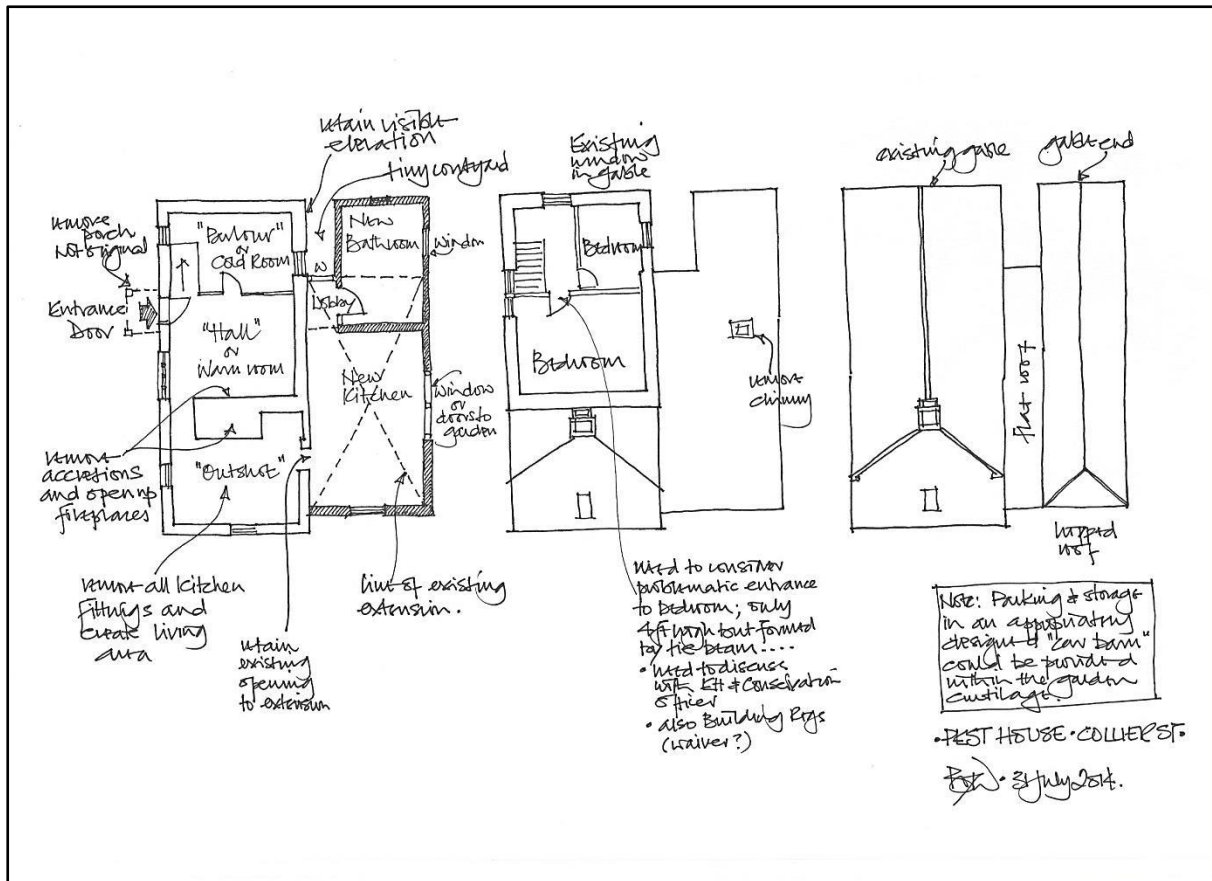 retain visible
elevation
tiny courtyard
remove
porch
Not original
Entrance
Door
"Parlour"
or
Cold Room
New
Bathroom
Window
W
Lobby
"Hall"
or
Warm room
New
Kitchen
Window
or
doors to
garden
remove
accretions
and open up
fireplaces
"Outshot"
remove all kitchen
fittings and
create living
area
retain
existing
opening
to extension
line of existing
extension.
Existing
window
in gable
Bedroom
Bedroom
remove
chimney
need to consider
problematic entrance
to bedroom; only
4ft high but formed
by tie beam....
• need to discuss
with EH & Conservation
officer
• also Building Regs
(waiver?)
existing gable
gable end
flat roof
hipped
roof
Note: Parking & storage
in an appropriately
designed "car barn"
could be provided
within the garden
curtilage.
• PEST HOUSE • COLLIER ST •
• 31 July 2014.